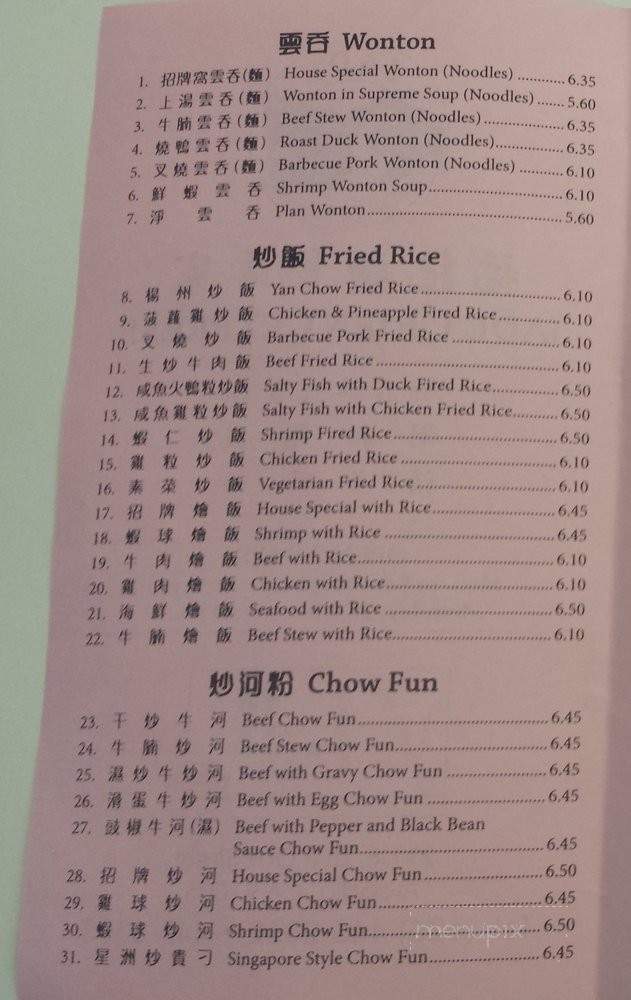 雲吞 Wonton
1. 招牌窩雲吞(麵) House Special Wonton (Noodles) ............ 6.35
2. 上湯雲吞(麵) Wonton in Supreme Soup (Noodles) ....... 5.60
3. 牛腩雲吞(麵) Beef Stew Wonton (Noodles) ..................... 6.35
4. 燒鴨雲吞(麵) Roast Duck Wonton (Noodles).................. 6.35
5. 叉燒雲吞(麵) Barbecue Pork Wonton (Noodles) ............ 6.10
6. 鮮蝦雲吞 Shrimp Wonton Soup................................. 6.10
7. 淨雲吞 Plan Wonton............................................... 5.60
炒飯 Fried Rice
8. 揚州炒飯 Yan Chow Fried Rice................................... 6.10
9. 菠蘿雞炒飯 Chicken & Pineapple Fired Rice.................. 6.10
10. 叉燒炒飯 Barbecue Pork Fried Rice ........................... 6.10
11. 生炒牛肉飯 Beef Fried Rice ........................................... 6.10
12. 咸魚火鴨粒炒飯 Salty Fish with Duck Fired Rice................... 6.50
13. 咸魚雞粒炒飯 Salty Fish with Chicken Fried Rice............... 6.50
14. 蝦仁炒飯 Shrimp Fired Rice....................................... 6.50
15. 雞粒炒飯 Chicken Fried Rice ..................................... 6.10
16. 素菜炒飯 Vegetarian Fried Rice ................................. 6.10
17. 招牌燴飯 House Special with Rice.............................. 6.45
18. 蝦球燴飯 Shrimp with Rice ........................................ 6.45
19. 牛肉燴飯 Beef with Rice.............................................. 6.10
20. 雞肉燴飯 Chicken with Rice....................................... 6.10
21. 海鮮燴飯 Seafood with Rice ....................................... 6.50
22. 牛腩燴飯 Beef Stew with Rice..................................... 6.10
炒河粉 Chow Fun
23. 干炒牛河 Beef Chow Fun........................................... 6.45
24. 牛腩炒河 Beef Stew Chow Fun................................... 6.45
25. 濕炒牛炒河 Beef with Gravy Chow Fun ....................... 6.45
26. 滑蛋牛炒河 Beef with Egg Chow Fun ........................... 6.45
27. 豉椒牛河(濕) Beef with Pepper and Black Bean
Sauce Chow Fun......................................... 6.45
28. 招牌炒河 House Special Chow Fun ............................ 6.50
29. 雞球炒河 Chicken Chow Fun..................................... 6.45
30. 蝦球炒河 Shrimp Chow Fun....................................... 6.50
31. 星洲炒貴刁 Singapore Style Chow Fun......................... 6.45
menupix